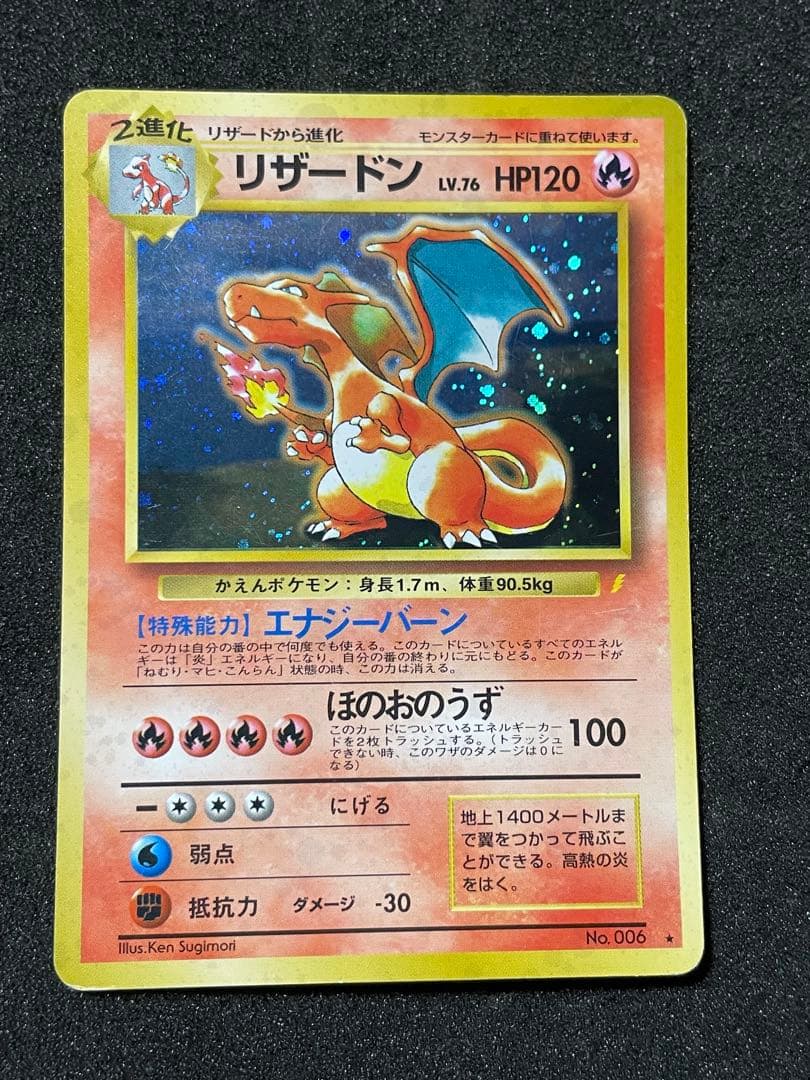 2進化 リザードから進化 モンスターカードに重ねて使います。
リザードン LV.76 HP120
かえんポケモン：身長1.7m、体重90.5kg
【特殊能力】エナジーバーン
この力は自分の番の中で何度でも使える。このカードについているすべてのエネル
ギーは「炎」エネルギーになり、自分の番の終わりに元にもどる。このカードが
「ねむり・マヒ・こんらん」状態の時、この力は消える。
ほのおのうず
このカードについているエネルギーカー
ドを2枚トラッシュする。（トラッシュ
できない時、このワザのダメージは0に
なる）
100
にげる
弱点
抵抗力 ダメージ -30
地上1400メートルま
で翼をつかって飛ぶこ
とができる。高熱の炎
をはく。
Illus.Ken Sugimori
No. 006 ★